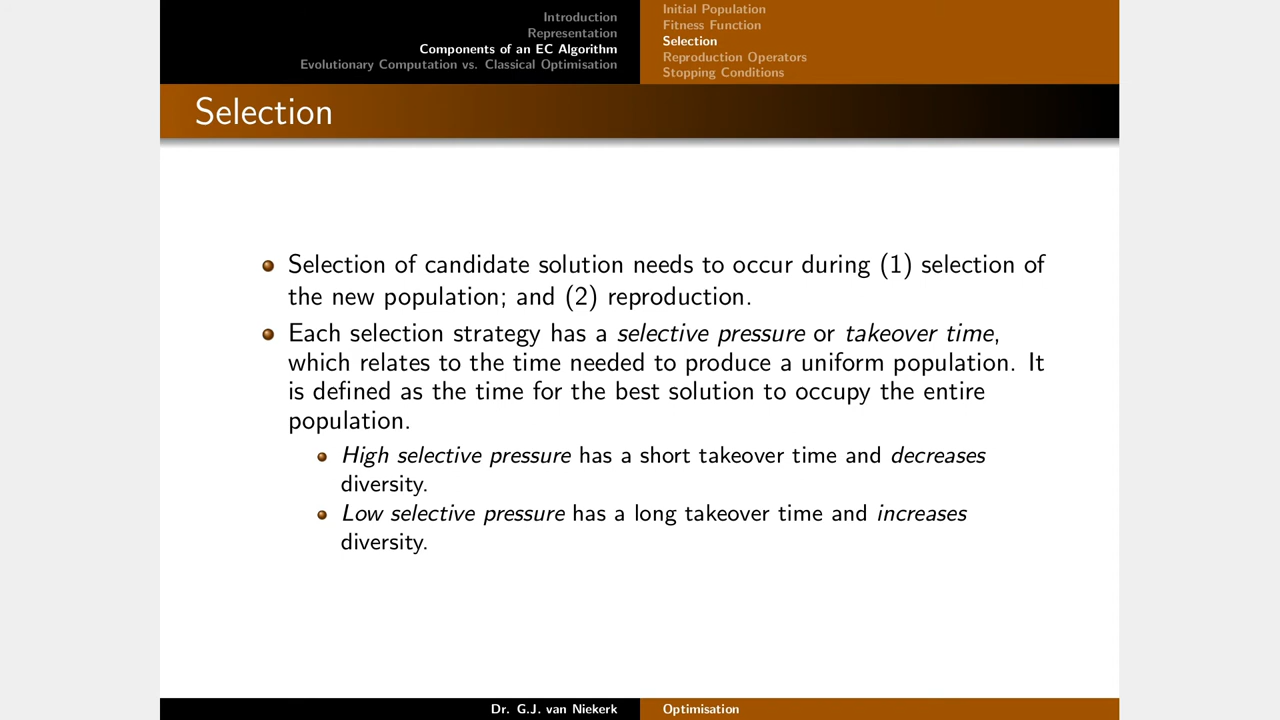 Introduction
Representation
Components of an EC Algorithm
Evolutionary Computation vs. Classical Optimisation
Initial Population
Fitness Function
Selection
Reproduction Operators
Stopping Conditions
Selection
Selection of candidate solution needs to occur during (1) selection of
the new population; and (2) reproduction.
Each selection strategy has a selective pressure or takeover time,
which relates to the time needed to produce a uniform population. It
is defined as the time for the best solution to occupy the entire
population.
High selective pressure has a short takeover time and decreases
diversity.
Low selective pressure has a long takeover time and increases
diversity.
Dr. G.J. van Niekerk
Optimisation